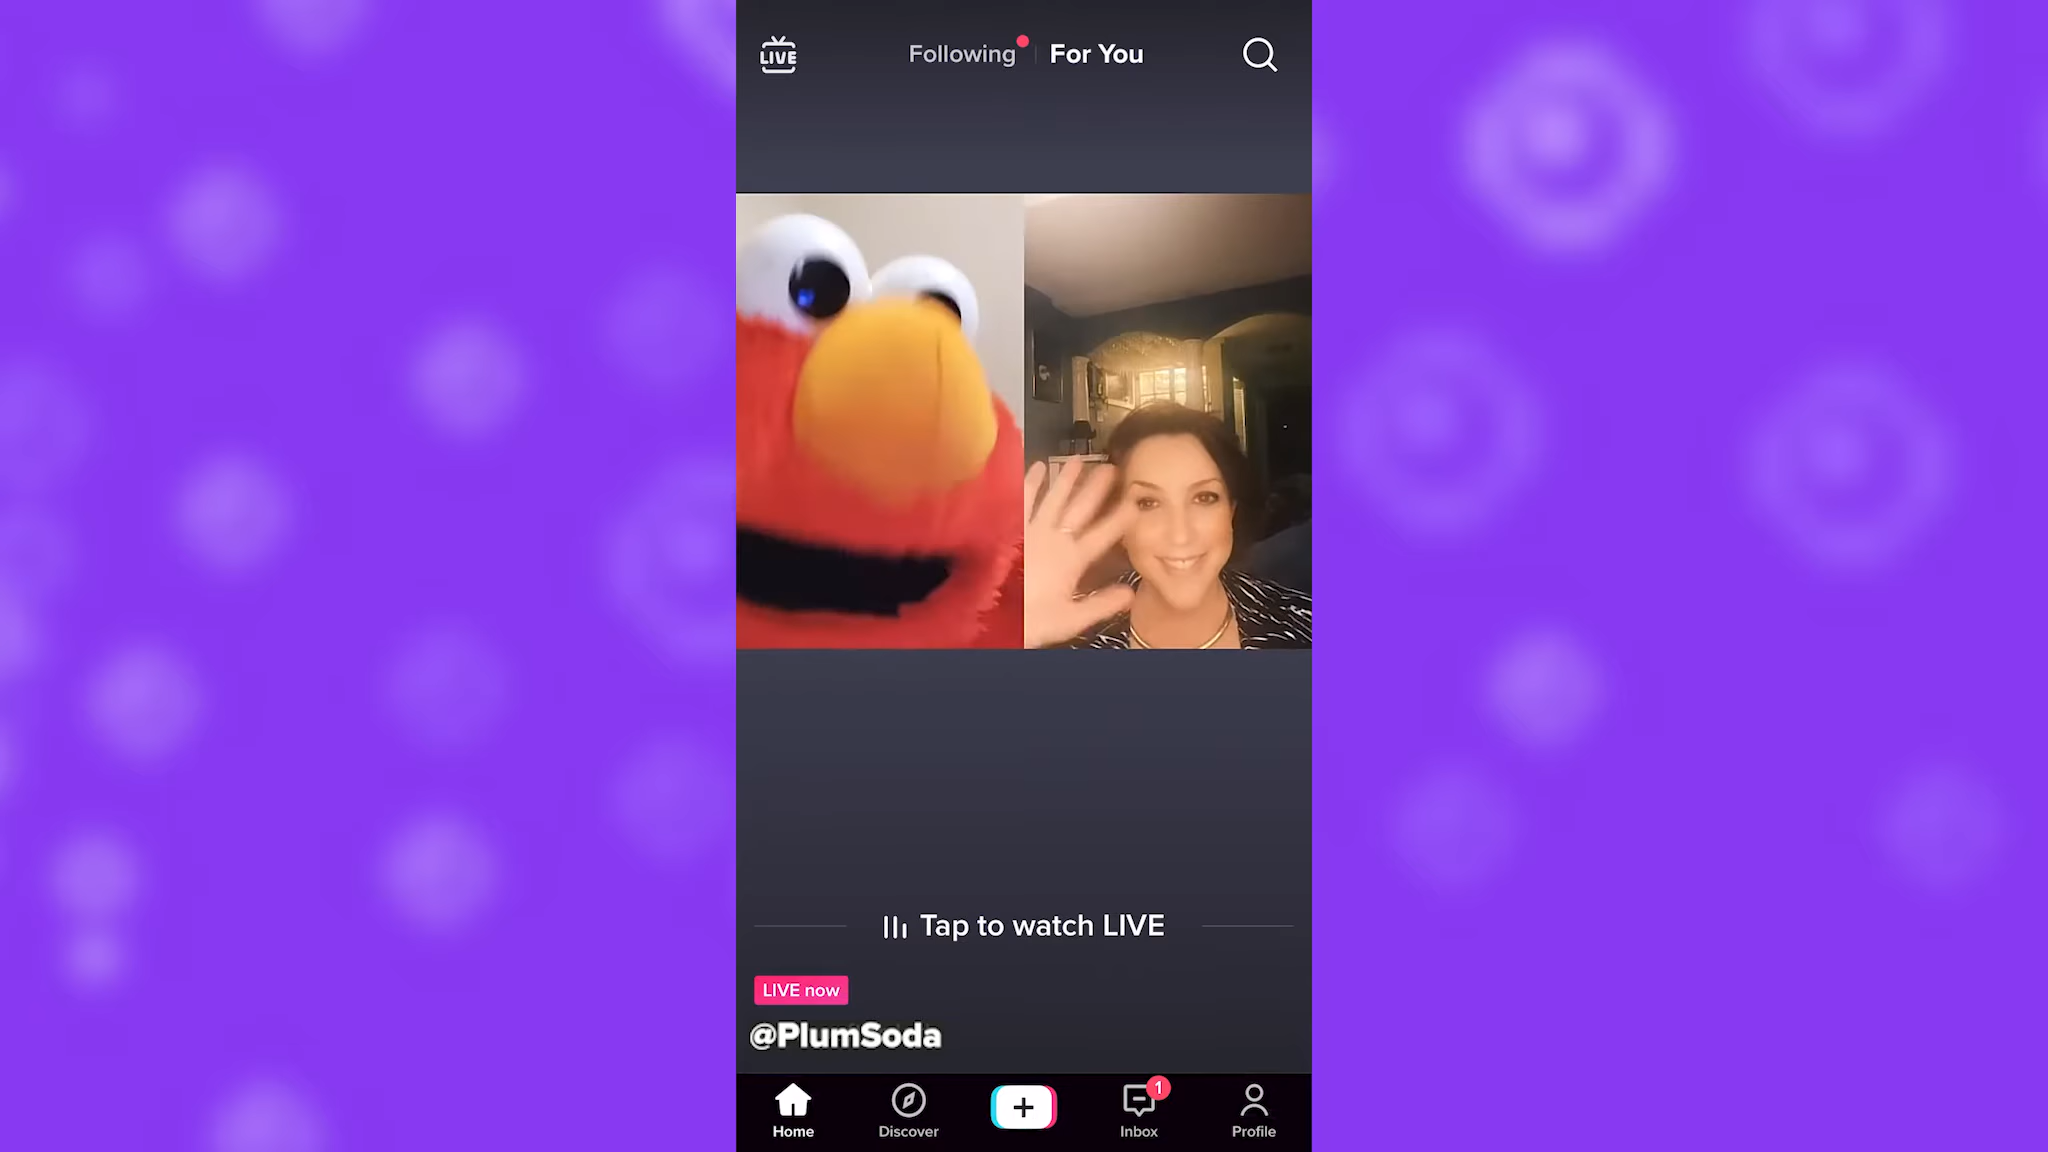 LIVE
Following
For You
Tap to watch LIVE
LIVE now
@PlumSoda
1
Home
Discover
Inbox
Profile